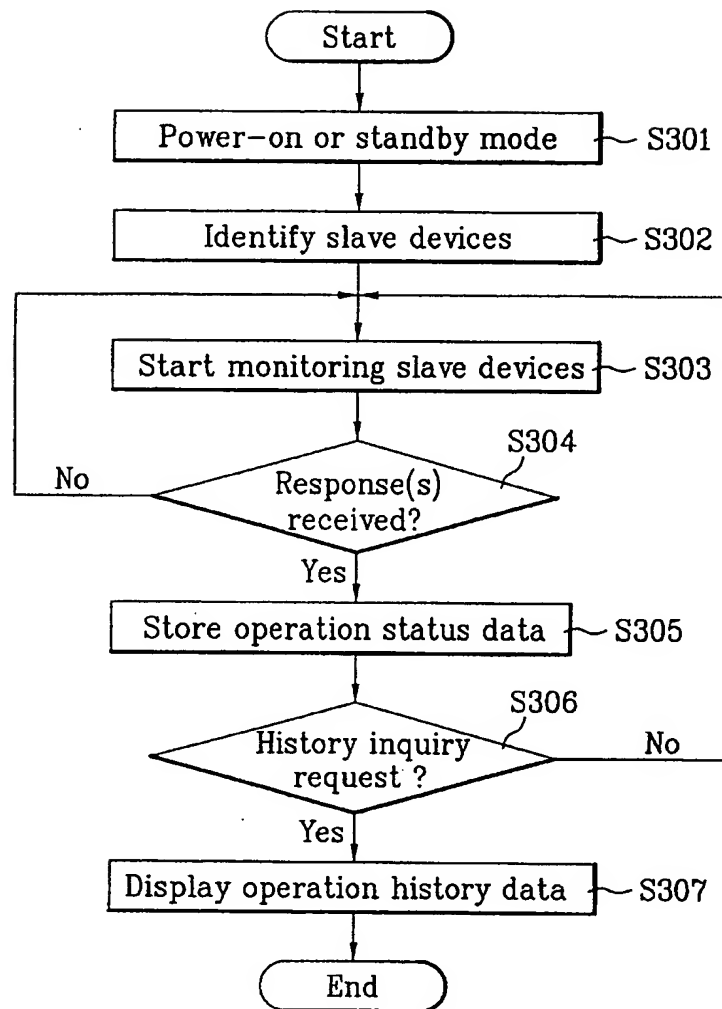 Start
Power-on or standby mode
S301
Identify slave devices
S302
Start monitoring slave devices
S303
S304
No
Response(s)
received?
Yes
Store operation status data
S305
S306
History inquiry
request ?
No
Yes
Display operation history data
S307
End